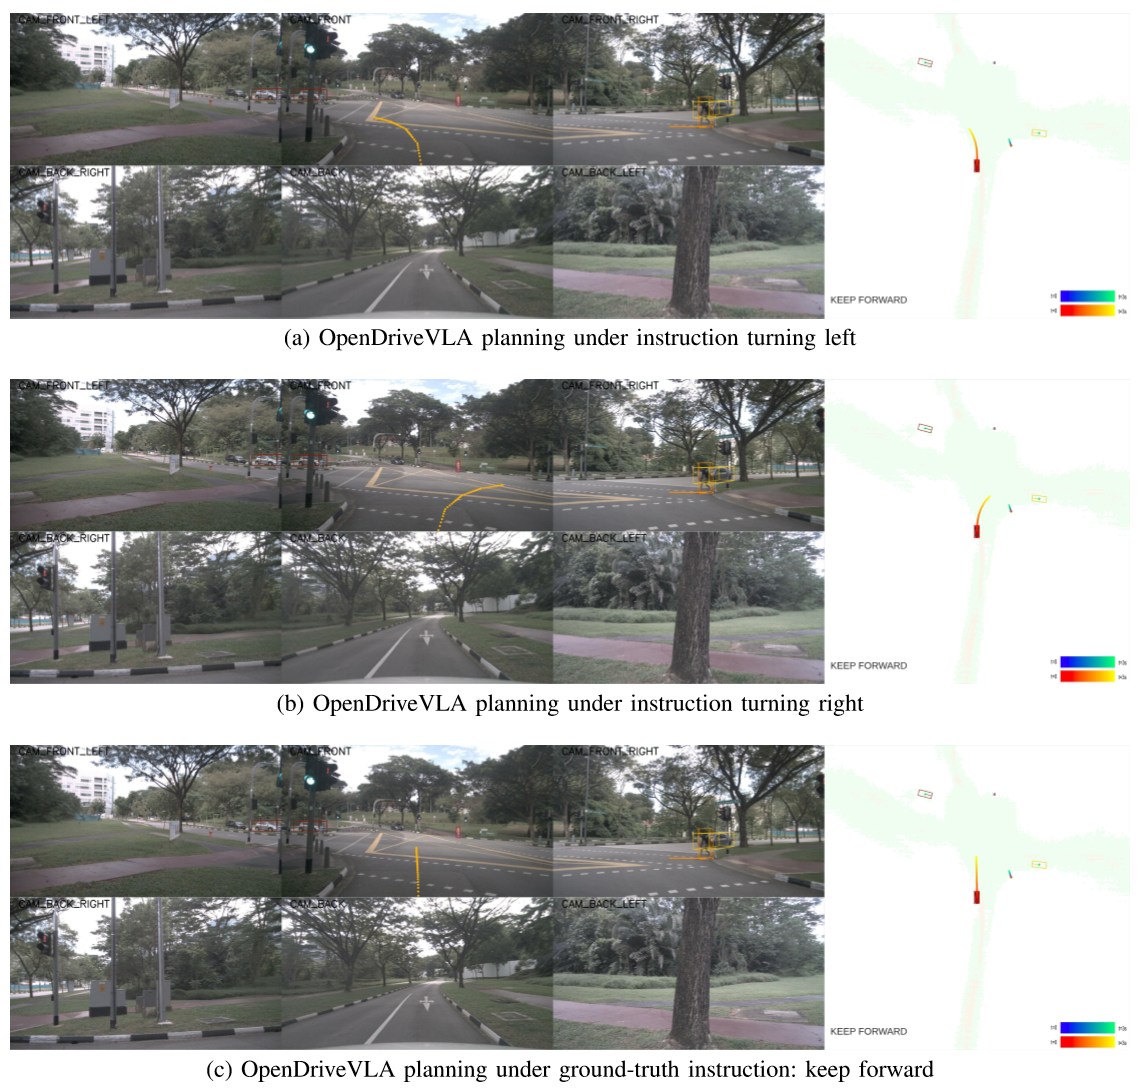 CAM_FRONT_LEFT CAM_FRONT CAM_FRONT_RIGHT
CAM_BACK_RIGHT CAM_BACK CAM_BACK_LEFT
KEEP FORWARD
(a) OpenDriveVLA planning under instruction turning left
CAM_FRONT_LEFT CAM_FRONT CAM_FRONT_RIGHT
CAM_BACK_RIGHT CAM_BACK CAM_BACK_LEFT
KEEP FORWARD
(b) OpenDriveVLA planning under instruction turning right
CAM_FRONT_LEFT CAM_FRONT CAM_FRONT_RIGHT
CAM_BACK_RIGHT CAM_BACK CAM_BACK_LEFT
KEEP FORWARD
(c) OpenDriveVLA planning under ground-truth instruction: keep forward